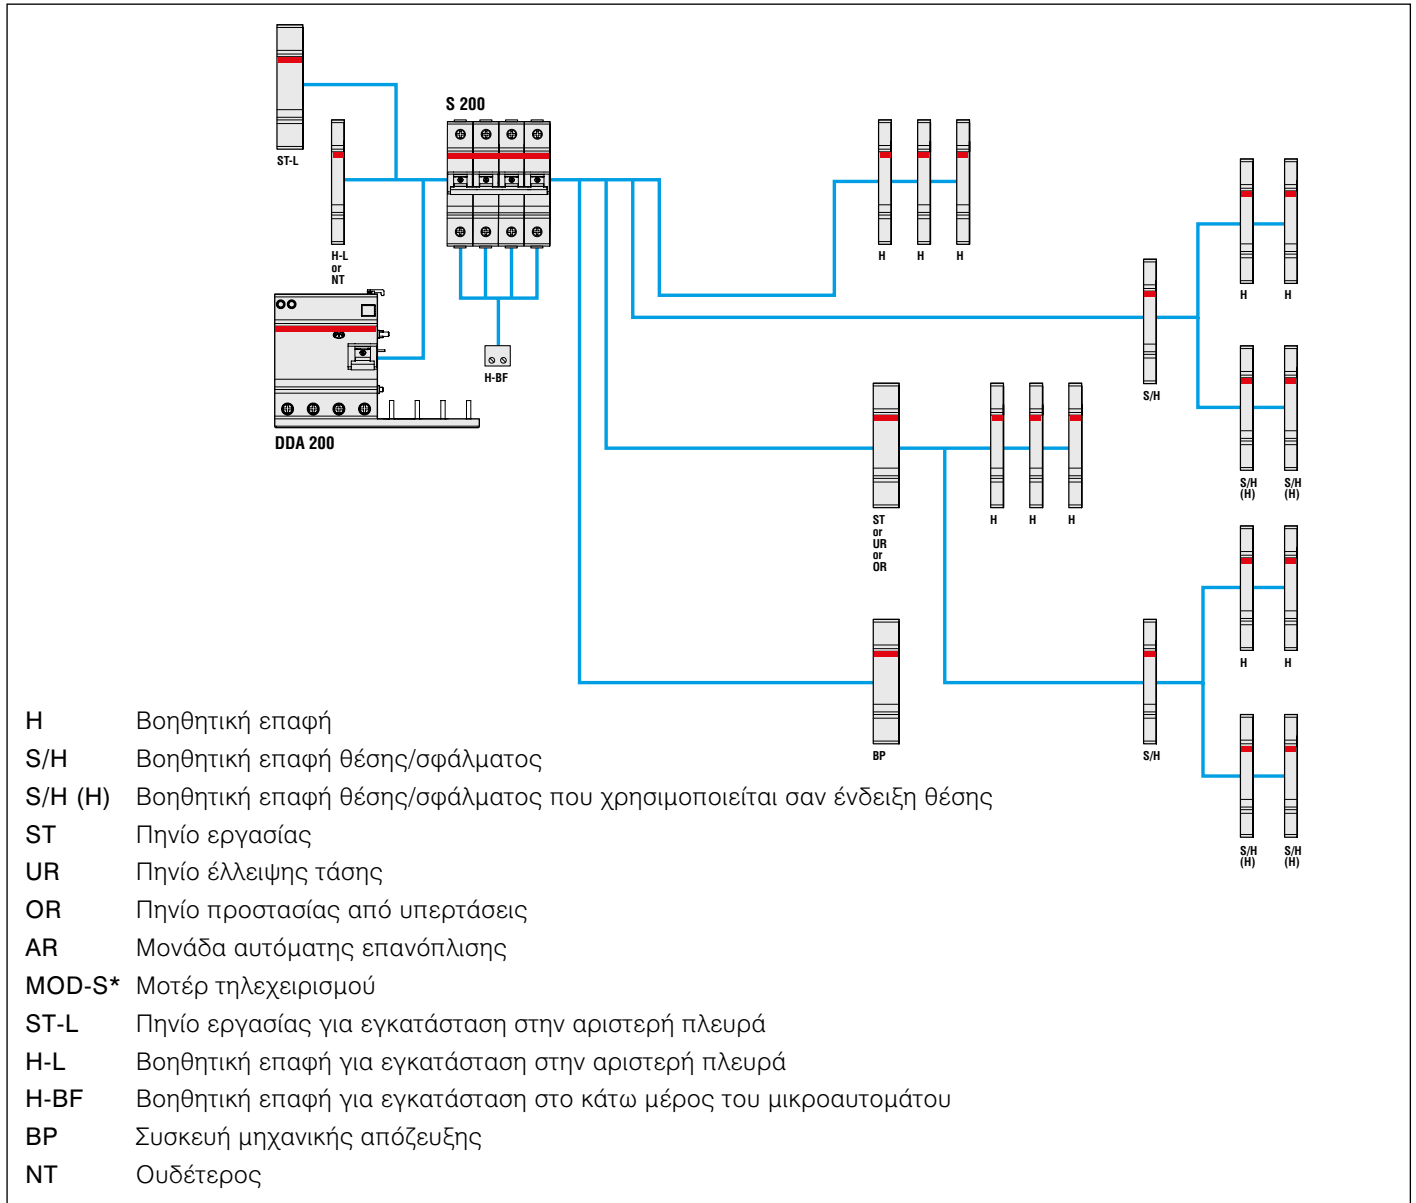 ST-L
S 200
H-L
or
NT
H
H
H
H
H
S/H
H-BF
DDA 200
S/H
(H)
S/H
(H)
ST
or
UR
or
OR
H
H
H
H
H
BP
S/H
S/H
(H)
S/H
(H)
H Βοηθητική επαφή
S/H Βοηθητική επαφή θέσης/σφάλματος
S/H (H) Βοηθητική επαφή θέσης/σφάλματος που χρησιμοποιείται σαν ένδειξη θέσης
ST Πηνίο εργασίας
UR Πηνίο έλλειψης τάσης
OR Πηνίο προστασίας από υπερτάσεις
AR Μονάδα αυτόματης επανόπλισης
MOD-S* Μοτέρ τηλεχειρισμού
ST-L Πηνίο εργασίας για εγκατάσταση στην αριστερή πλευρά
H-L Βοηθητική επαφή για εγκατάσταση στην αριστερή πλευρά
H-BF Βοηθητική επαφή για εγκατάσταση στο κάτω μέρος του μικροαυτομάτου
BP Συσκευή μηχανικής απόζευξης
NT Ουδέτερος